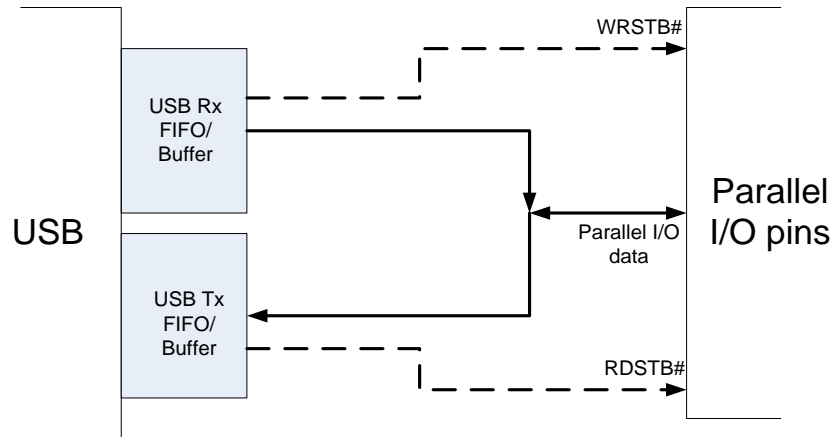 WRSTB#
USB Rx
FIFO/
Buffer
USB
Parallel
I/O pins
Parallel I/O
data
USB Tx
FIFO/
Buffer
RDSTB#